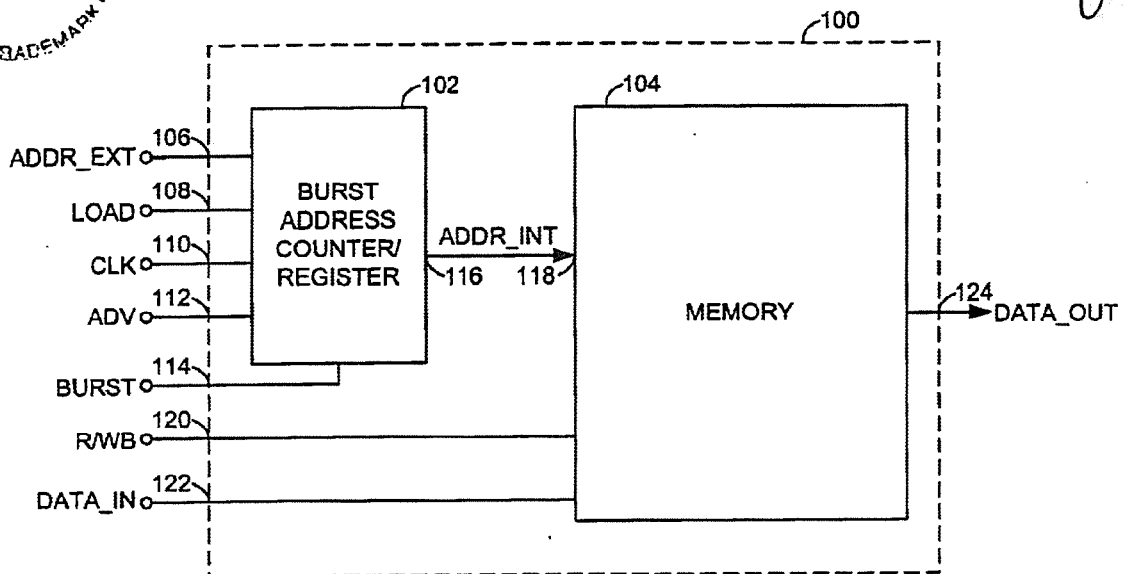 100
102
104
106
ADDR_EXT
108
LOAD
110
CLK
112
ADV
114
BURST
120
R/WB
122
DATA_IN
BURST
ADDRESS
COUNTER/
REGISTER
ADDR_INT
116
118
MEMORY
124
DATA_OUT